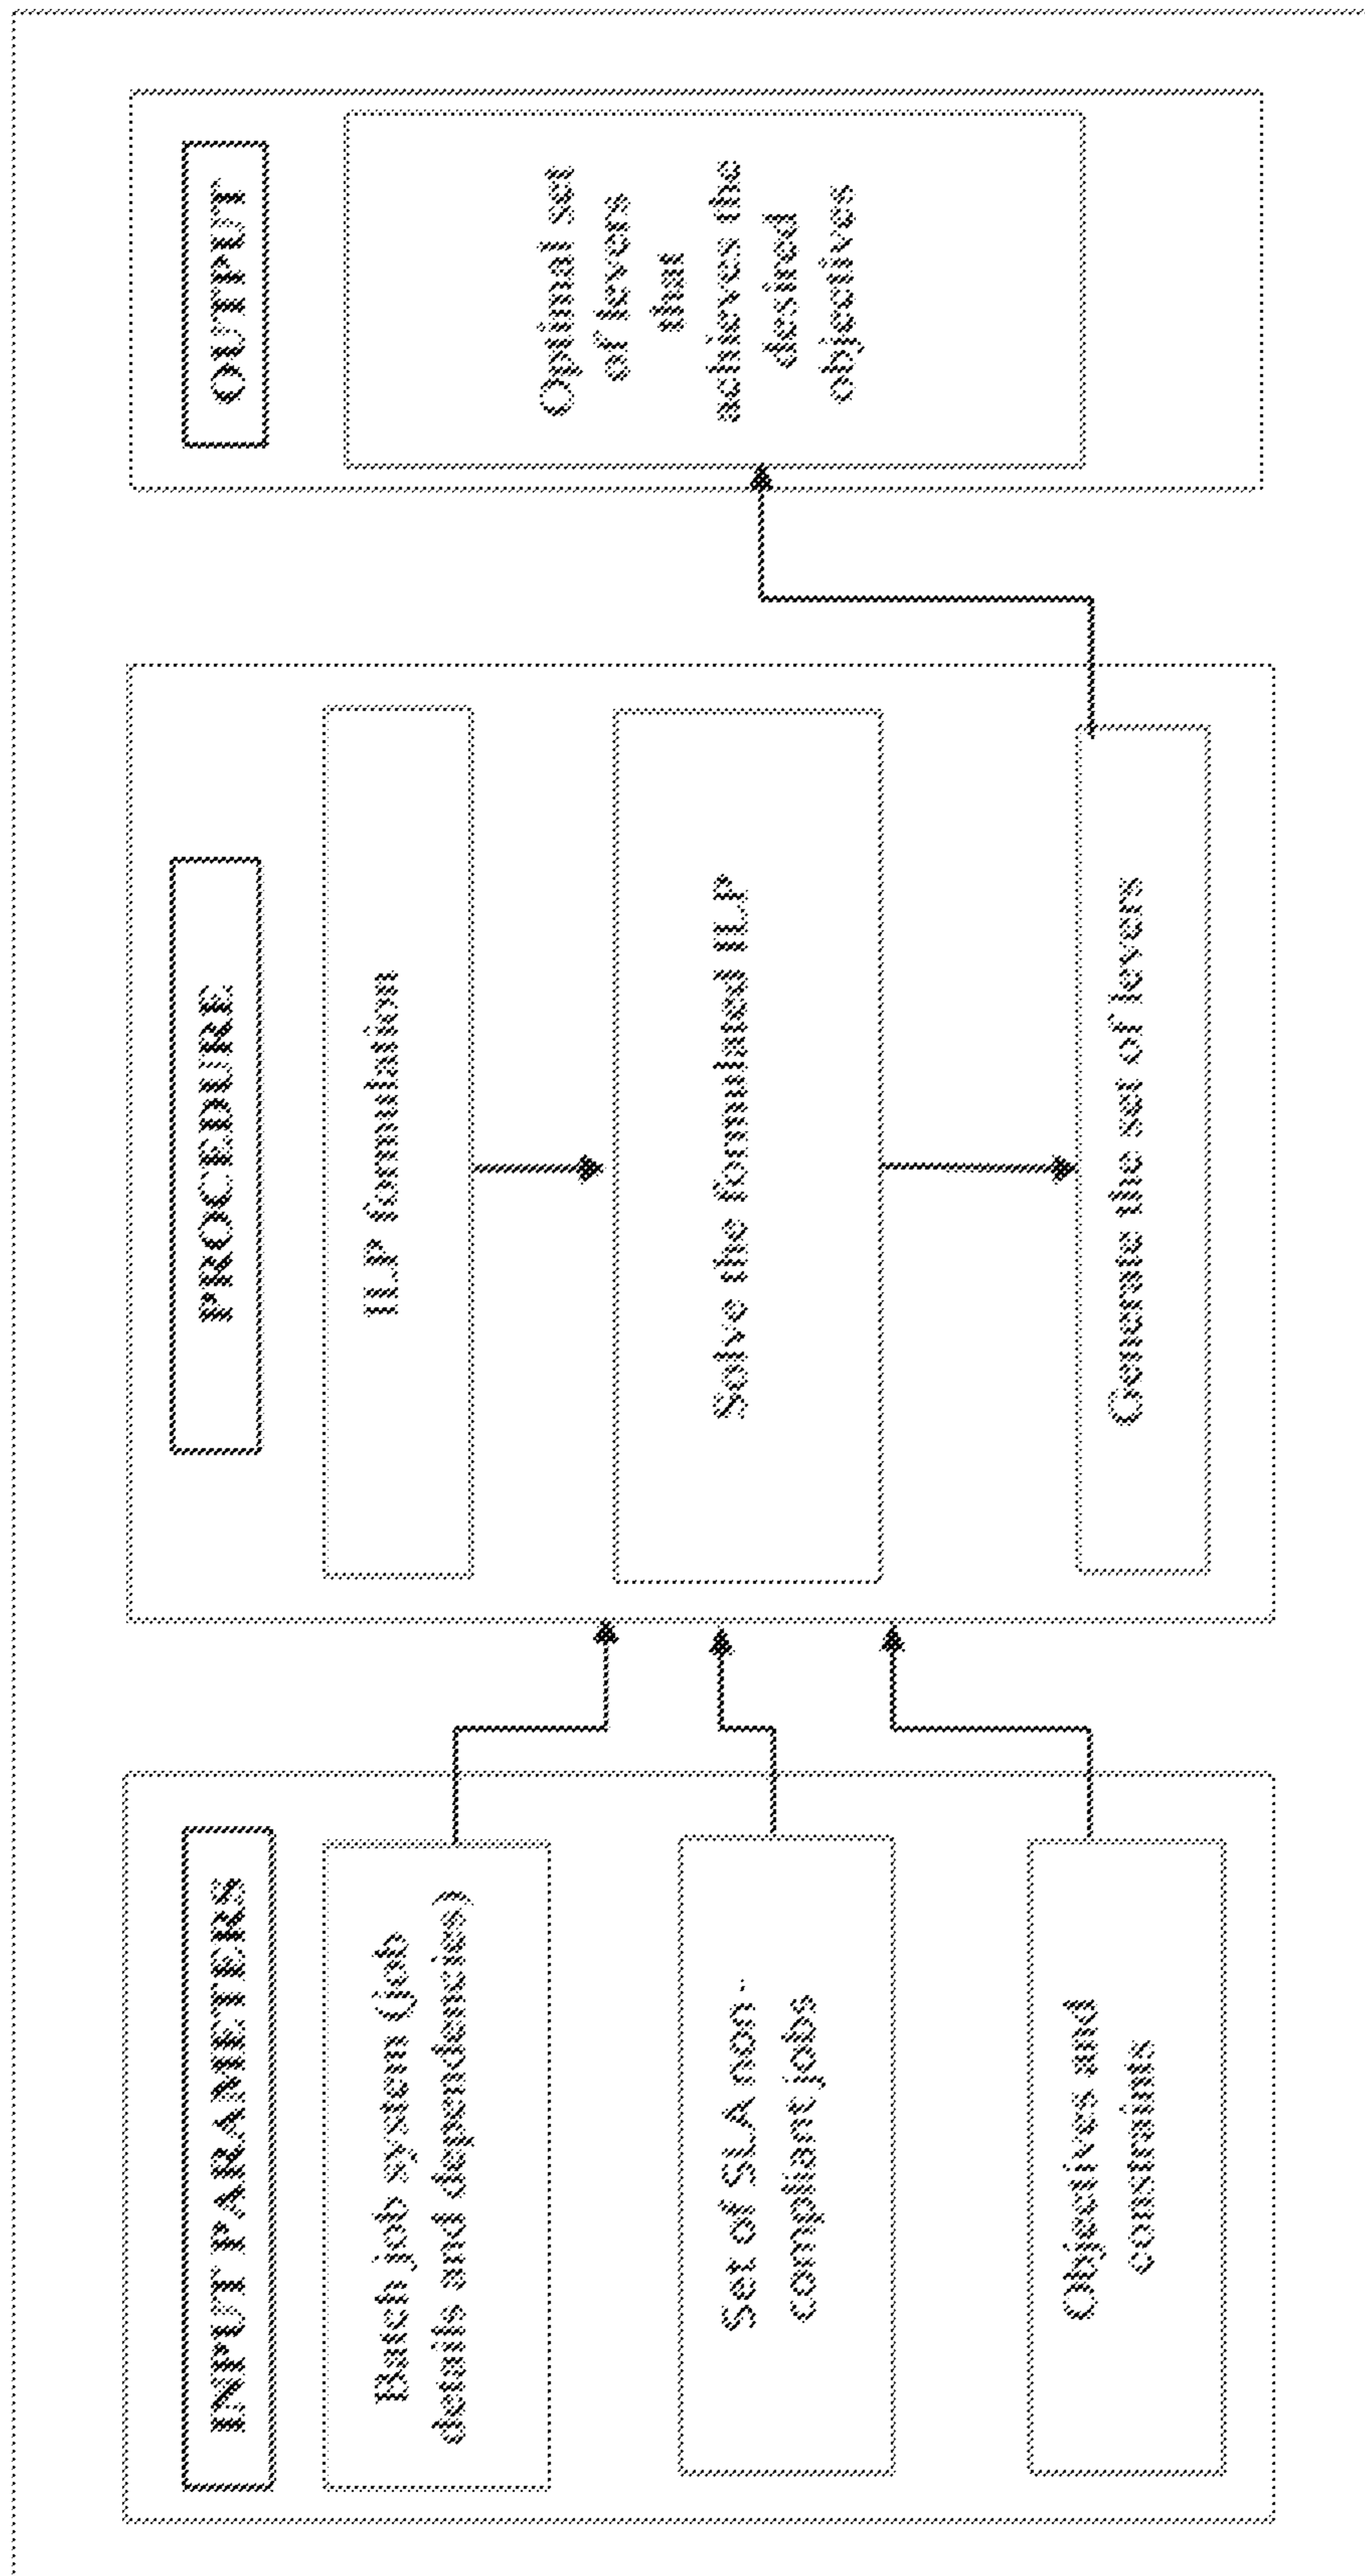 INPUT PARAMETERS
Batch job system (job
details and dependencies)
Set of SLA non-
compliant jobs
Objectives and
constraints
PROCEDURE
ILP formulation
Solve the formulated ILP
Generate the set of levers
OUTPUT
Optimal set
of levers
that
achieves the
desired
objectives